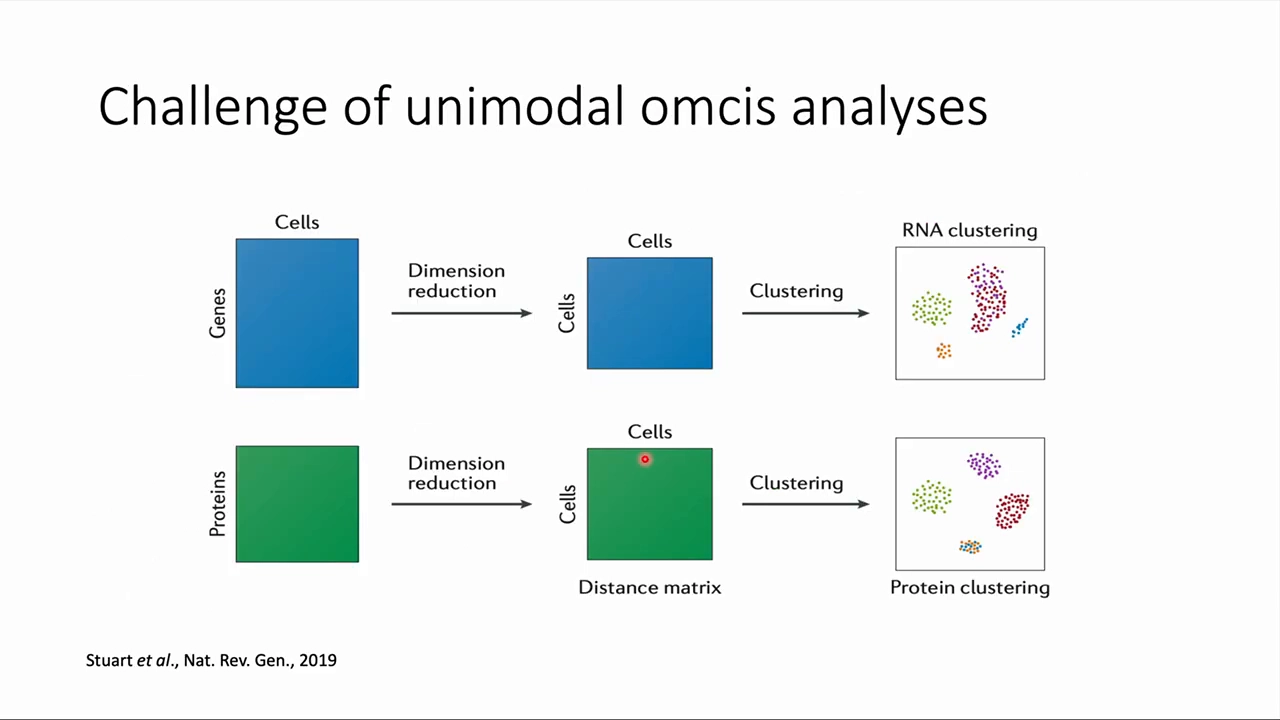 Challenge of unimodal omcis analyses
Cells
Genes
Dimension
reduction
Cells
Cells
Clustering
RNA clustering
Proteins
Dimension
reduction
Cells
Cells
Distance matrix
Clustering
Protein clustering
Stuart et al., Nat. Rev. Gen., 2019